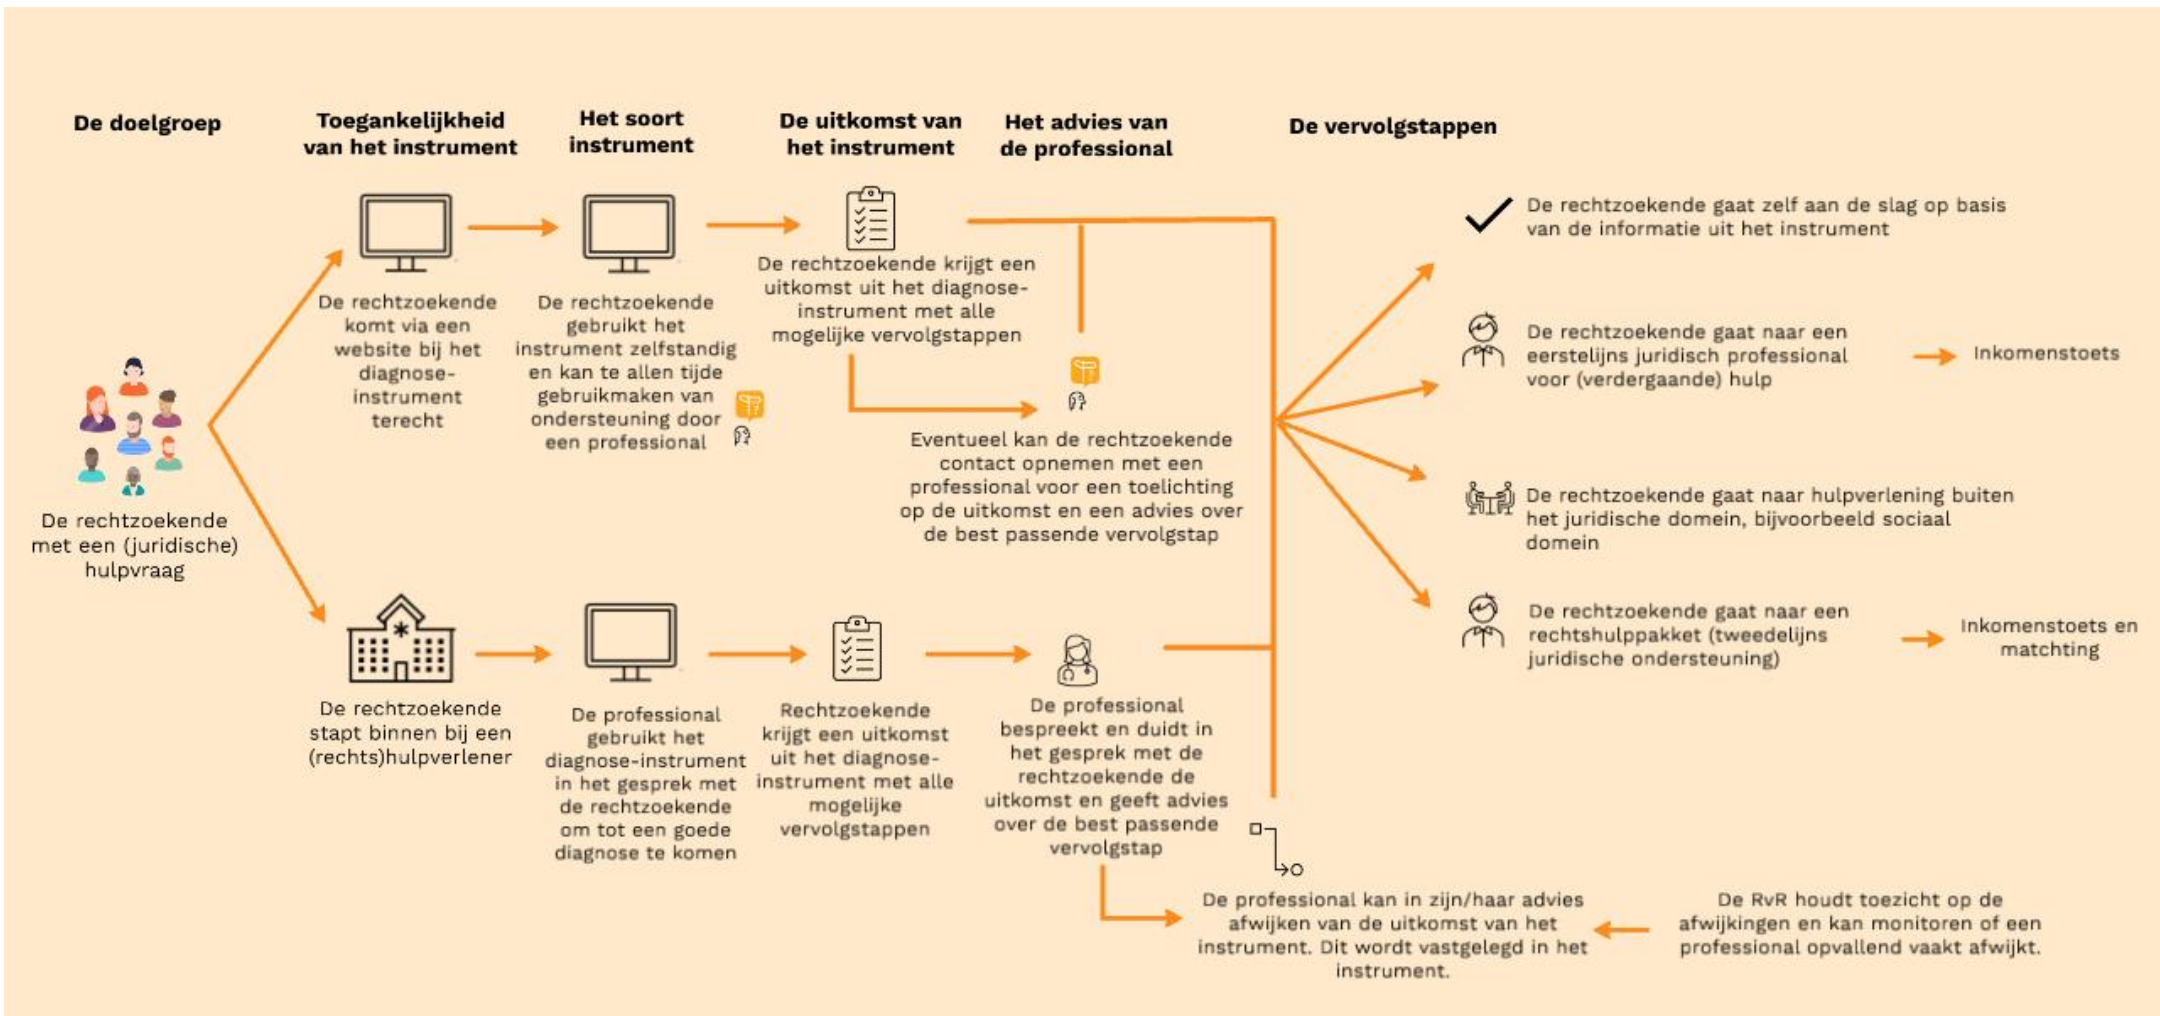 De doelgroep
Toegankelijkheid
van het instrument
Het soort
instrument
De uitkomst van
het instrument
Het advies van
de professional
De vervolgstappen
De rechtzoekende
met een (juridische)
hulpvraag
De rechtzoekende
komt via een
website bij het
diagnose-
instrument
terecht
De rechtzoekende
gebruikt het
instrument zelfstandig
en kan te allen tijde
gebruikmaken van
ondersteuning door
een professional
De rechtzoekende krijgt een
uitkomst uit het diagnose-
instrument met alle
mogelijke vervolgstappen
Eventueel kan de rechtzoekende
contact opnemen met een
professional voor een toelichting
op de uitkomst en een advies over
de best passende vervolgstap
De rechtzoekende
stapt binnen bij een
(rechts)hulpverlener
De professional
gebruikt het
diagnose-instrument
in het gesprek met
de rechtzoekende
om tot een goede
diagnose te komen
Rechtzoekende
krijgt een uitkomst
uit het diagnose-
instrument met alle
mogelijke
vervolgstappen
De professional
bespreekt en duidt in
het gesprek met de
rechtzoekende de
uitkomst en geeft advies
over de best passende
vervolgstap
De rechtzoekende gaat zelf aan de slag op basis
van de informatie uit het instrument
De rechtzoekende gaat naar een
eerstelijns juridisch professional
voor (verdergaande) hulp
Inkomenstoets
De rechtzoekende gaat naar hulpverlening buiten
het juridische domein, bijvoorbeeld sociaal
domein
De rechtzoekende gaat naar een
rechtshulppakket (tweedelijns
juridische ondersteuning)
Inkomenstoets en
matchting
De professional kan in zijn/haar advies
afwijken van de uitkomst van het
instrument. Dit wordt vastgelegd in het
instrument.
De RvR houdt toezicht op de
afwijkingen en kan monitoren of een
professional opvallend vaakt afwijkt.